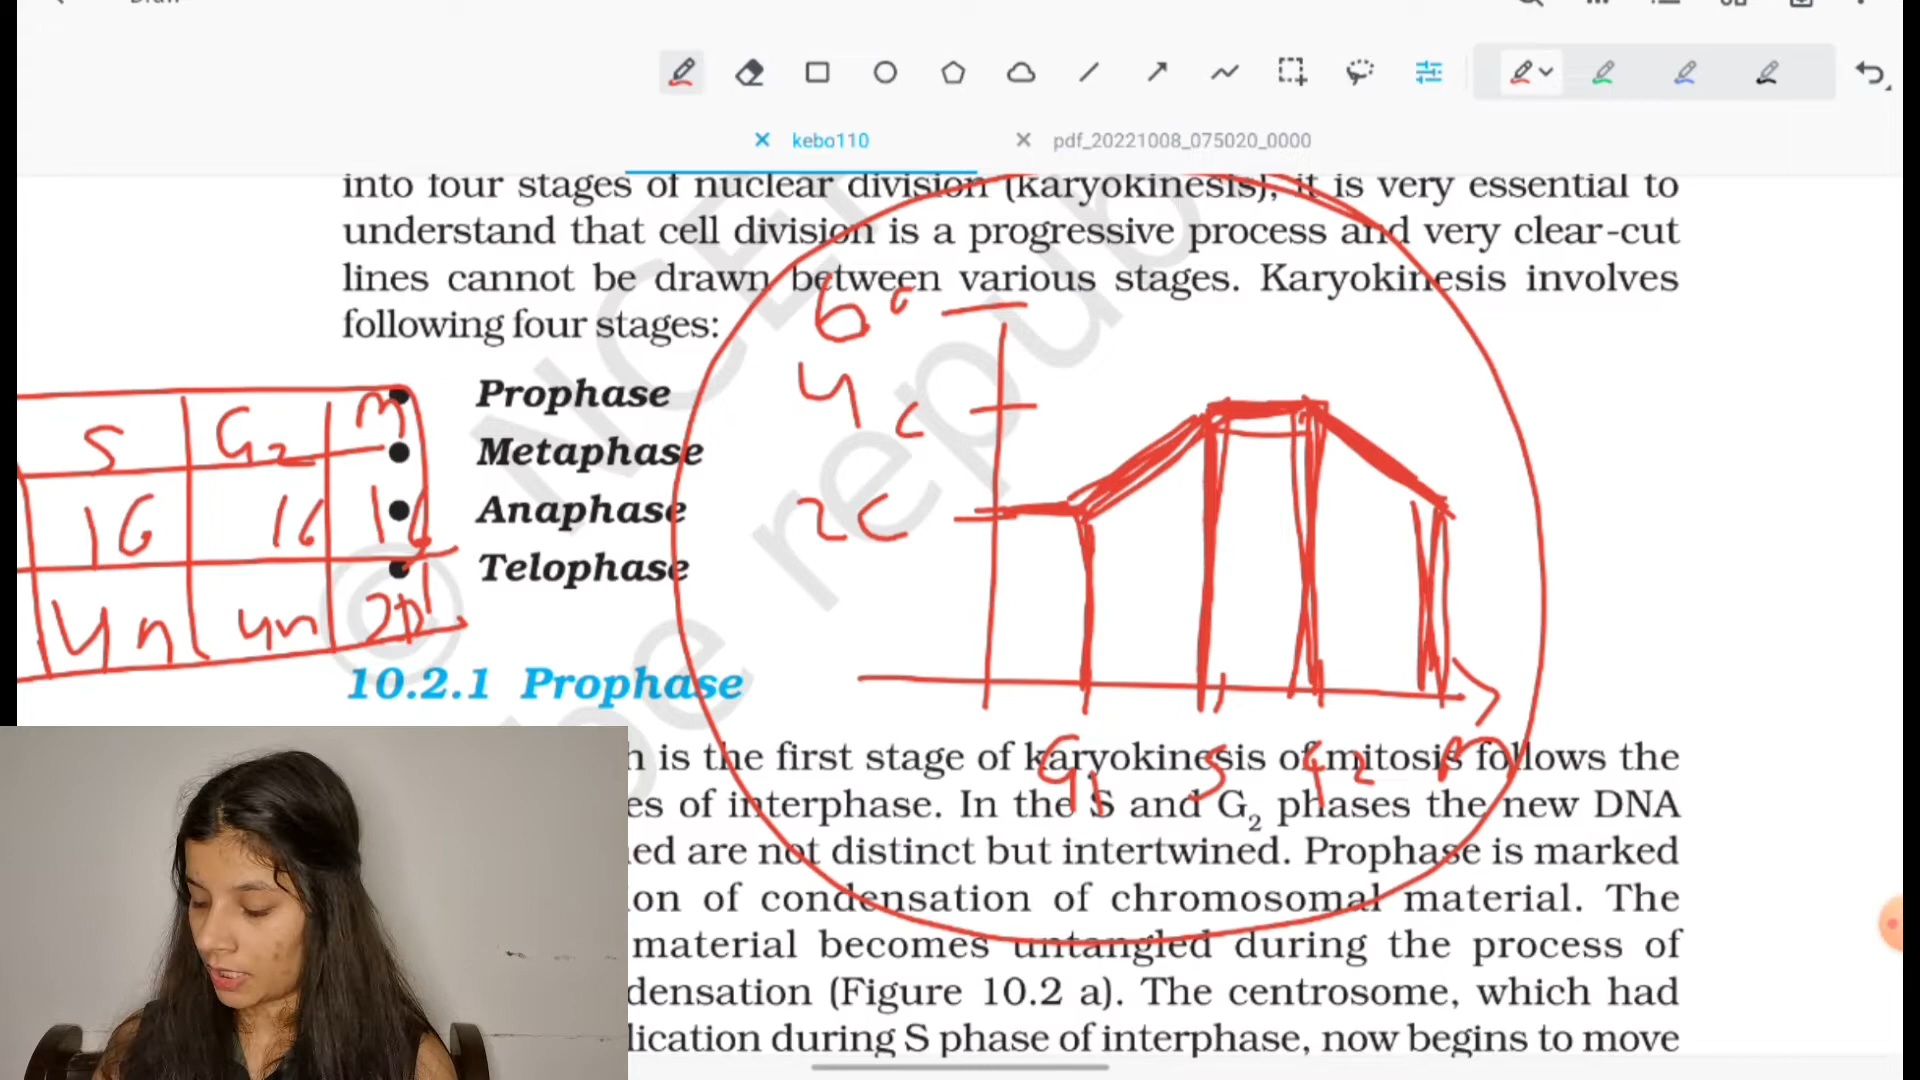 kebo110
pdf_20221008_075020_0000
into four stages of nuclear division (karyokinesis), it is very essential to
understand that cell division is a progressive process and very clear-cut
lines cannot be drawn between various stages. Karyokinesis involves
following four stages:
• Prophase
• Metaphase
• Anaphase
• Telophase
S G2 M
16 16 16
4n 4n 2n
6c
4c
2c
G1 S G2 M
10.2.1 Prophase
is the first stage of karyokinesis of mitosis follows the
es of interphase. In the S and G2 phases the new DNA
ed are not distinct but intertwined. Prophase is marked
on of condensation of chromosomal material. The
material becomes untangled during the process of
densation (Figure 10.2 a). The centrosome, which had
lication during S phase of interphase, now begins to move